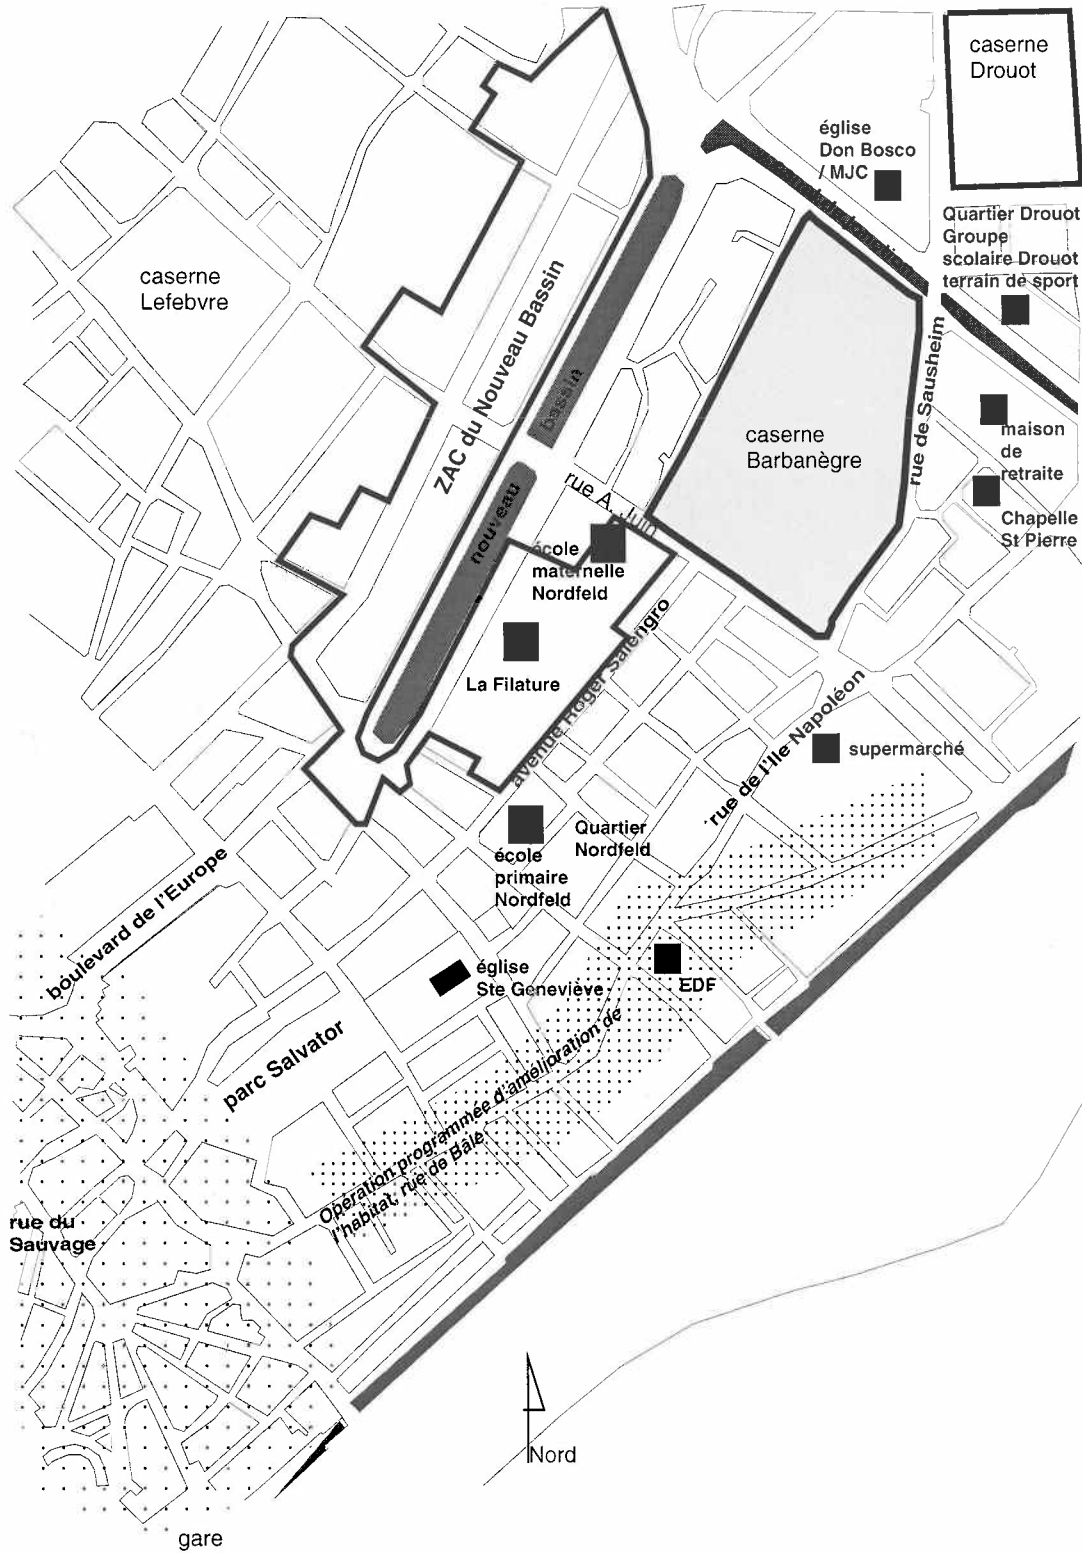 caserne
Drouot
église
Don Bosco
/ MJC
Quartier Drouot
Groupe
scolaire Drouot
terrain de sport
caserne
Lefebvre
ZAC du Nouveau Bassin
nouveau
bassin
rue de Sausheim
maison
de
retraite
caserne
Barbanègre
rue A. Juin
Chapelle
St Pierre
école
maternelle
Nordfeld
La Filature
avenue Roger Salengro
rue de l'Ile Napoléon
supermarché
Quartier
Nordfeld
école
primaire
Nordfeld
boulevard de l'Europe
église
Ste Geneviève
EDF
parc Salvator
Opération programmée d'amélioration de
l'habitat, rue de Bâle
rue du
Sauvage
Nord
gare